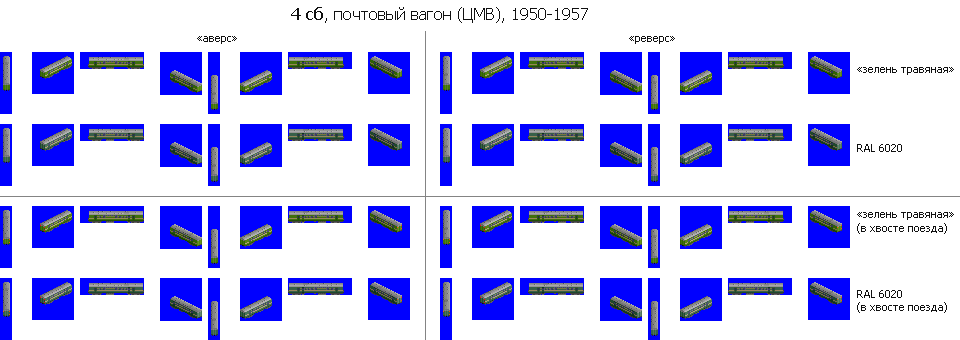 4 сб, почтовый вагон (ЦМВ), 1950-1957
«аверс» «реверс»
«зелень травяная»
RAL 6020
«зелень травяная»
(в хвосте поезда)
RAL 6020
(в хвосте поезда)